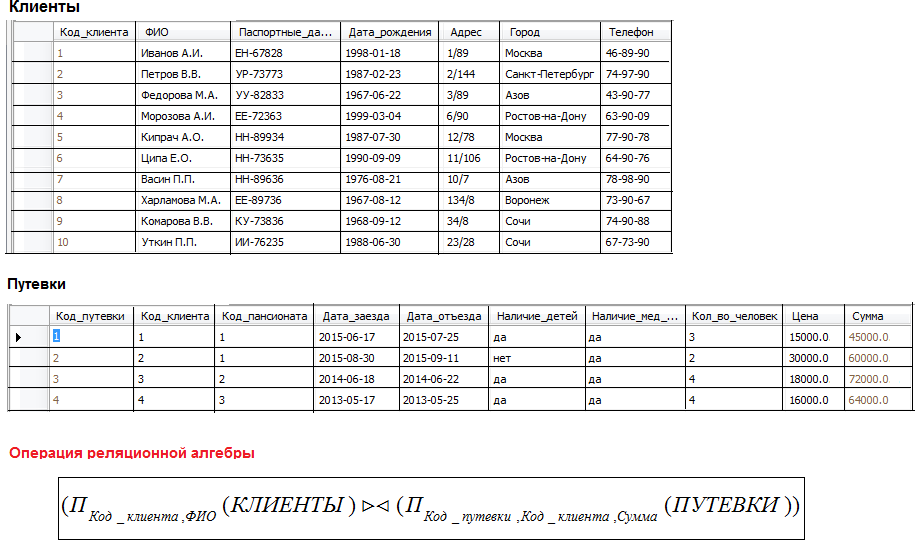 Клиенты
Код_клиента ФИО Паспортные_да... Дата_рождения Адрес Город Телефон
1 Иванов А.И. ЕН-67828 1998-01-18 1/89 Москва 46-89-90
2 Петров В.В. УР-73773 1987-02-23 2/144 Санкт-Петербург 74-97-90
3 Федорова М.А. УУ-82833 1967-06-22 3/89 Азов 43-90-77
4 Морозова А.И. ЕЕ-72363 1999-03-04 6/90 Ростов-на-Дону 63-90-09
5 Кипрач А.О. НН-89934 1987-07-30 12/78 Москва 77-90-78
6 Ципа Е.О. НН-73635 1990-09-09 11/106 Ростов-на-Дону 64-90-76
7 Васин П.П. НН-89636 1976-08-21 10/7 Азов 78-98-90
8 Харламова М.А. ЕЕ-89736 1967-08-12 134/8 Воронеж 73-90-67
9 Комарова В.В. КУ-73836 1968-09-12 34/8 Сочи 74-90-88
10 Уткин П.П. ИИ-76235 1988-06-30 23/28 Сочи 67-73-90
Путевки
Код_путевки Код_клиента Код_пансионата Дата_заезда Дата_отъезда Наличие_детей Наличие_мед_... Кол_во_человек Цена Сумма
1 1 1 2015-06-17 2015-07-25 да да 3 15000.0 45000.0
2 2 1 2015-08-30 2015-09-11 нет да 2 30000.0 60000.0
3 3 2 2014-06-18 2014-06-22 да да 4 18000.0 72000.0
4 4 3 2013-05-17 2013-05-25 да да 4 16000.0 64000.0
Операция реляционной алгебры
(П Код _ клиента ,ФИО (КЛИЕНТЫ ) ▷◁ (П Код _ путевки ,Код _ клиента ,Сумма (ПУТЕВКИ ))